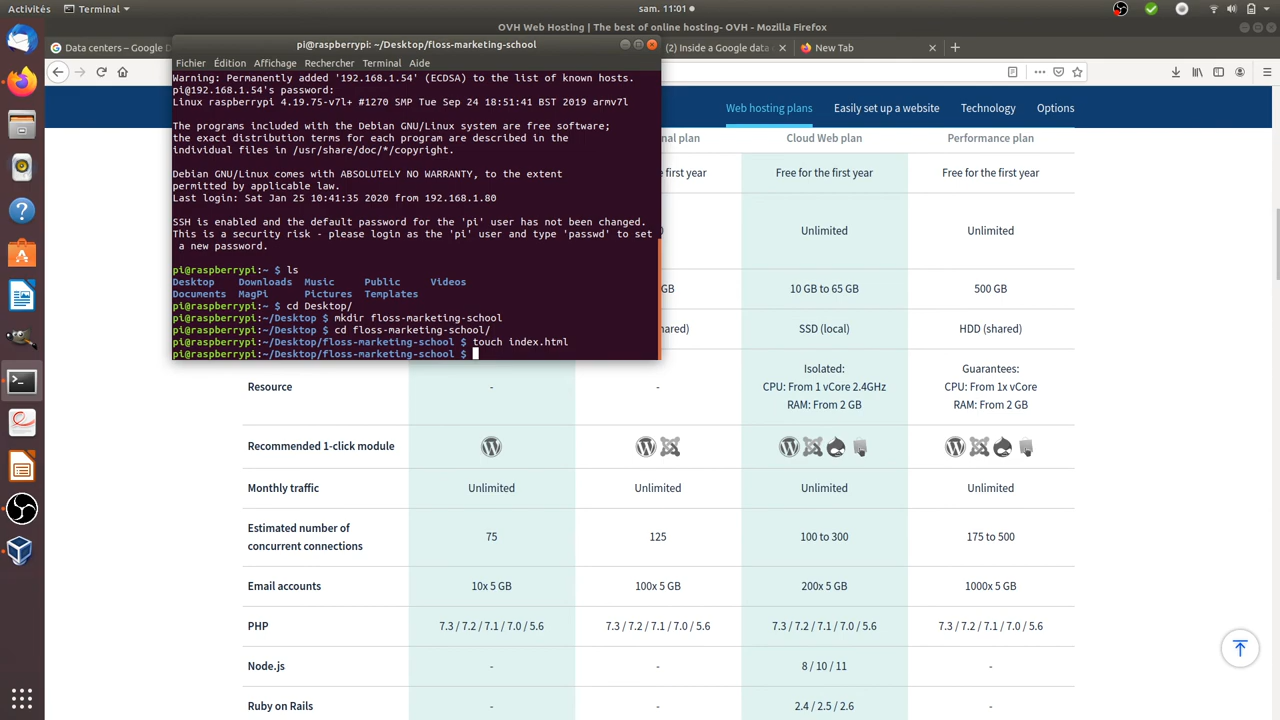 Activités
Terminal
sam. 11:01
OVH Web Hosting | The best of online hosting- OVH - Mozilla Firefox
Data centers – Google D
(2) Inside a Google data c
New Tab
pi@raspberrypi: ~/Desktop/floss-marketing-school
Fichier Édition Affichage Rechercher Terminal Aide
Warning: Permanently added '192.168.1.54' (ECDSA) to the list of known hosts.
pi@192.168.1.54's password:
Linux raspberrypi 4.19.75-v7l+ #1270 SMP Tue Sep 24 18:51:41 BST 2019 armv7l
The programs included with the Debian GNU/Linux system are free software;
the exact distribution terms for each program are described in the
individual files in /usr/share/doc/*/copyright.
Debian GNU/Linux comes with ABSOLUTELY NO WARRANTY, to the extent
permitted by applicable law.
Last login: Sat Jan 25 10:41:35 2020 from 192.168.1.80
SSH is enabled and the default password for the 'pi' user has not been changed.
This is a security risk - please login as the 'pi' user and type 'passwd' to set
a new password.
pi@raspberrypi:~ $ ls
Desktop Downloads Music Public Videos
Documents MagPi Pictures Templates
pi@raspberrypi:~ $ cd Desktop/
pi@raspberrypi:~/Desktop $ mkdir floss-marketing-school
pi@raspberrypi:~/Desktop $ cd floss-marketing-school/
pi@raspberrypi:~/Desktop/floss-marketing-school $ touch index.html
pi@raspberrypi:~/Desktop/floss-marketing-school $
Web hosting plans Easily set up a website Technology Options
nal plan Cloud Web plan Performance plan
first year Free for the first year Free for the first year
Unlimited Unlimited
GB 10 GB to 65 GB 500 GB
hared) SSD (local) HDD (shared)
Resource - - Isolated: Guarantees:
CPU: From 1 vCore 2.4GHz CPU: From 1x vCore
RAM: From 2 GB RAM: From 2 GB
Recommended 1-click module
Monthly traffic Unlimited Unlimited Unlimited Unlimited
Estimated number of
concurrent connections 75 125 100 to 300 175 to 500
Email accounts 10x 5 GB 100x 5 GB 200x 5 GB 1000x 5 GB
PHP 7.3 / 7.2 / 7.1 / 7.0 / 5.6 7.3 / 7.2 / 7.1 / 7.0 / 5.6 7.3 / 7.2 / 7.1 / 7.0 / 5.6 7.3 / 7.2 / 7.1 / 7.0 / 5.6
Node.js - - 8 / 10 / 11 -
Ruby on Rails - - 2.4 / 2.5 / 2.6 -